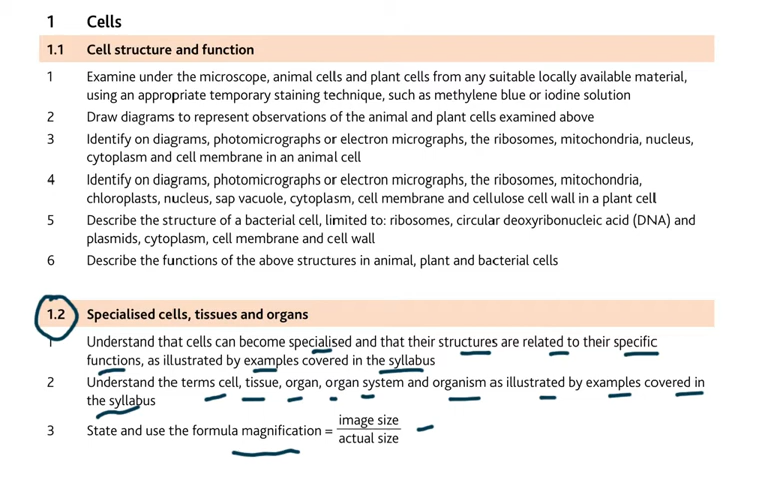 1 Cells
1.1 Cell structure and function
1 Examine under the microscope, animal cells and plant cells from any suitable locally available material,
using an appropriate temporary staining technique, such as methylene blue or iodine solution
2 Draw diagrams to represent observations of the animal and plant cells examined above
3 Identify on diagrams, photomicrographs or electron micrographs, the ribosomes, mitochondria, nucleus,
cytoplasm and cell membrane in an animal cell
4 Identify on diagrams, photomicrographs or electron micrographs, the ribosomes, mitochondria,
chloroplasts, nucleus, sap vacuole, cytoplasm, cell membrane and cellulose cell wall in a plant cell
5 Describe the structure of a bacterial cell, limited to: ribosomes, circular deoxyribonucleic acid (DNA) and
plasmids, cytoplasm, cell membrane and cell wall
6 Describe the functions of the above structures in animal, plant and bacterial cells
1.2 Specialised cells, tissues and organs
1 Understand that cells can become specialised and that their structures are related to their specific
functions, as illustrated by examples covered in the syllabus
2 Understand the terms cell, tissue, organ, organ system and organism as illustrated by examples covered in
the syllabus
3 State and use the formula magnification = image size
actual size